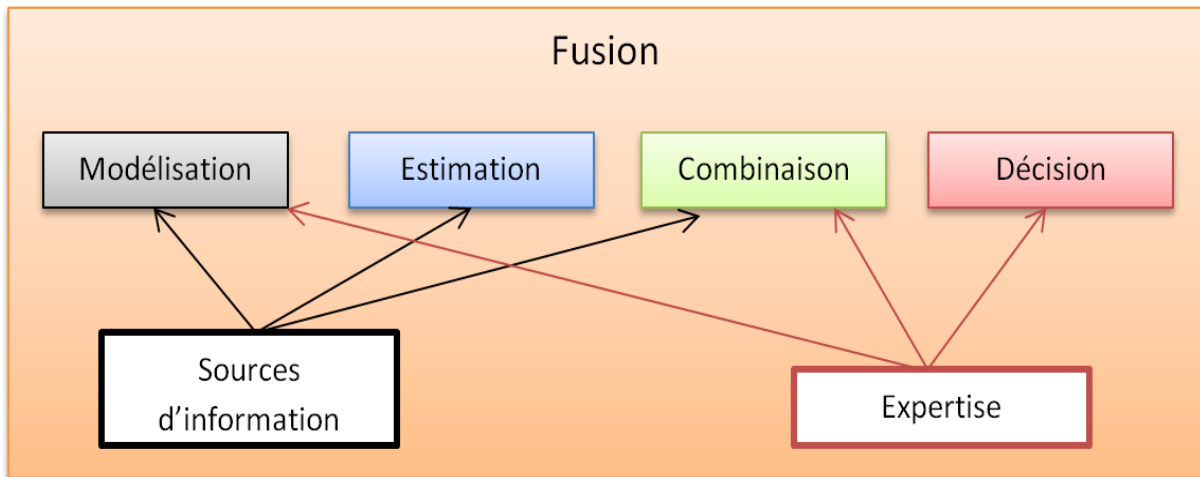 Fusion
Modélisation
Estimation
Combinaison
Décision
Sources
d’information
Expertise